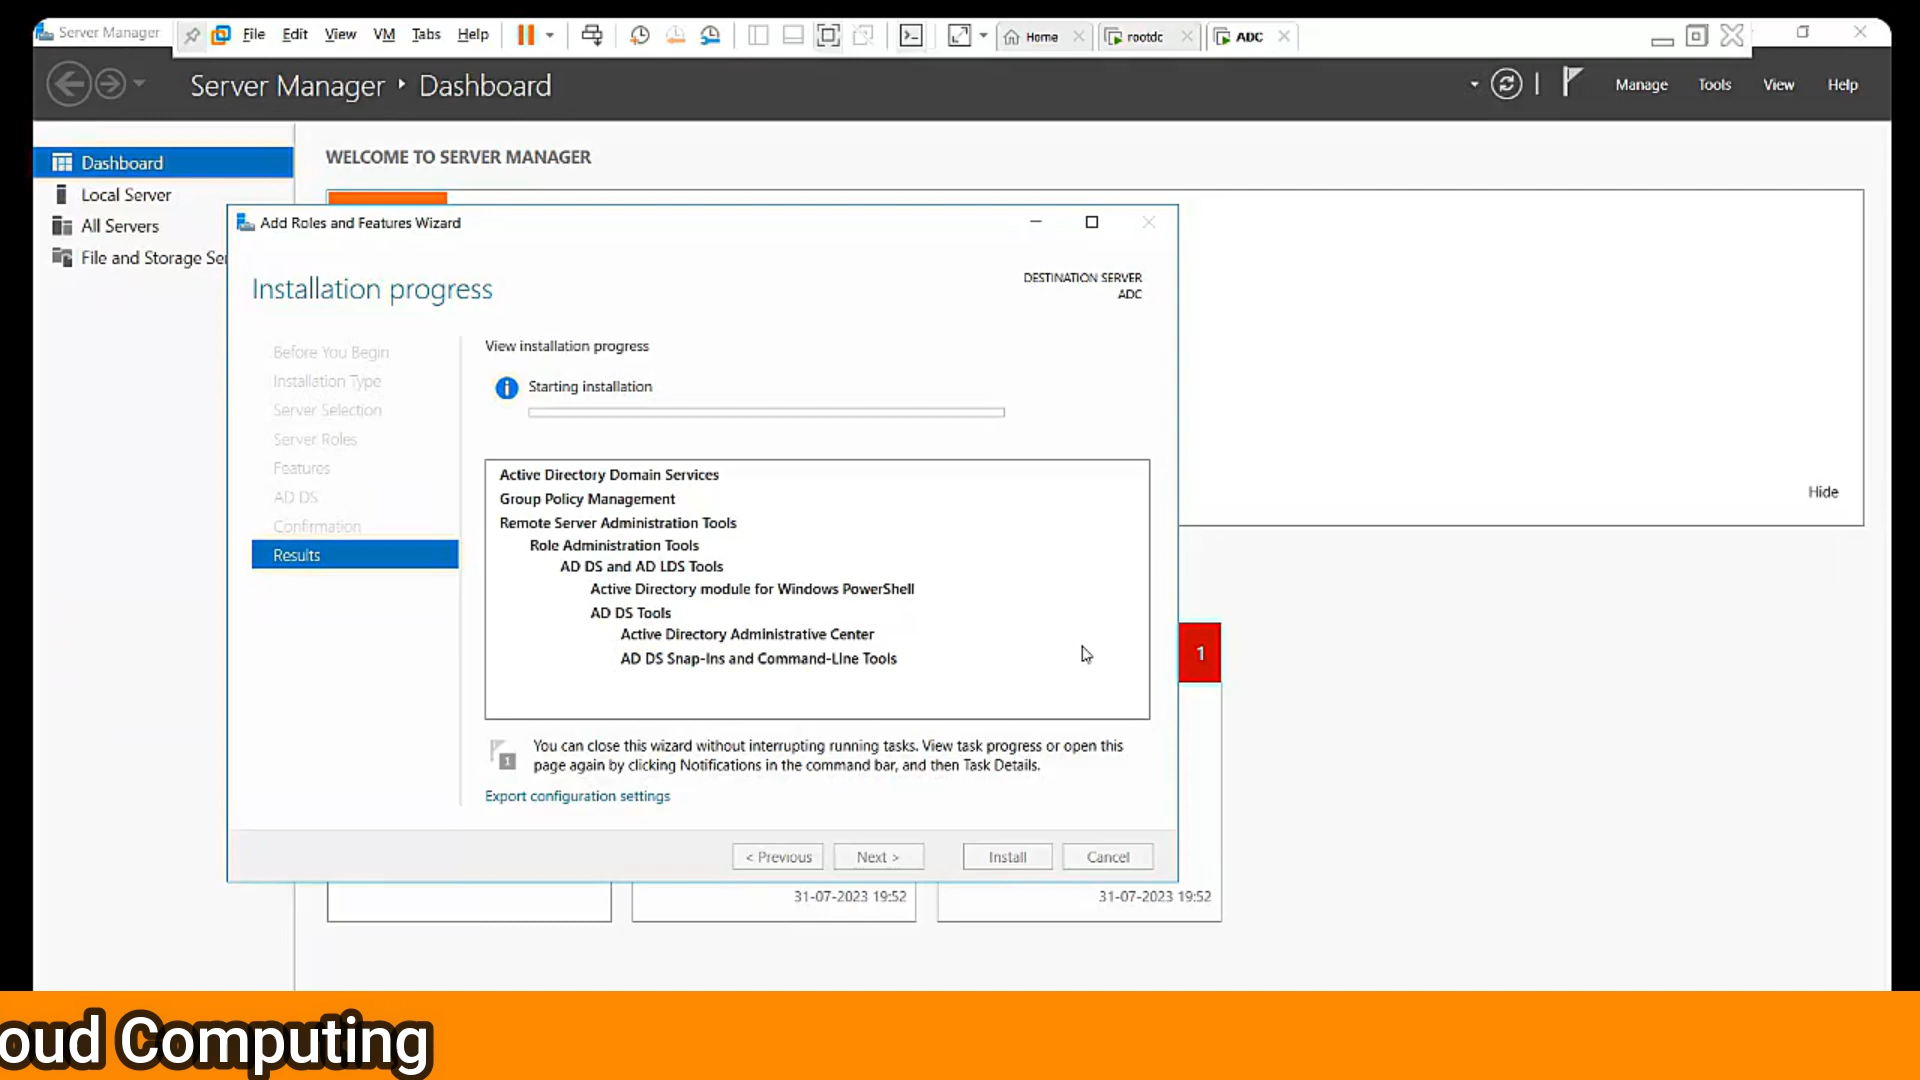 Server Manager
File Edit View VM Tabs Help
Home
rootdc
ADC
Server Manager Dashboard
Manage Tools View Help
Dashboard
Local Server
All Servers
File and Storage Ser
WELCOME TO SERVER MANAGER
Add Roles and Features Wizard
Installation progress
DESTINATION SERVER
ADC
Before You Begin
Installation Type
Server Selection
Server Roles
Features
AD DS
Confirmation
Results
View installation progress
Starting installation
Active Directory Domain Services
Group Policy Management
Remote Server Administration Tools
Role Administration Tools
AD DS and AD LDS Tools
Active Directory module for Windows PowerShell
AD DS Tools
Active Directory Administrative Center
AD DS Snap-Ins and Command-Line Tools
Hide
1
1
You can close this wizard without interrupting running tasks. View task progress or open this
page again by clicking Notifications in the command bar, and then Task Details.
Export configuration settings
< Previous
Next >
Install
Cancel
31-07-2023 19:52
31-07-2023 19:52
oud Computing